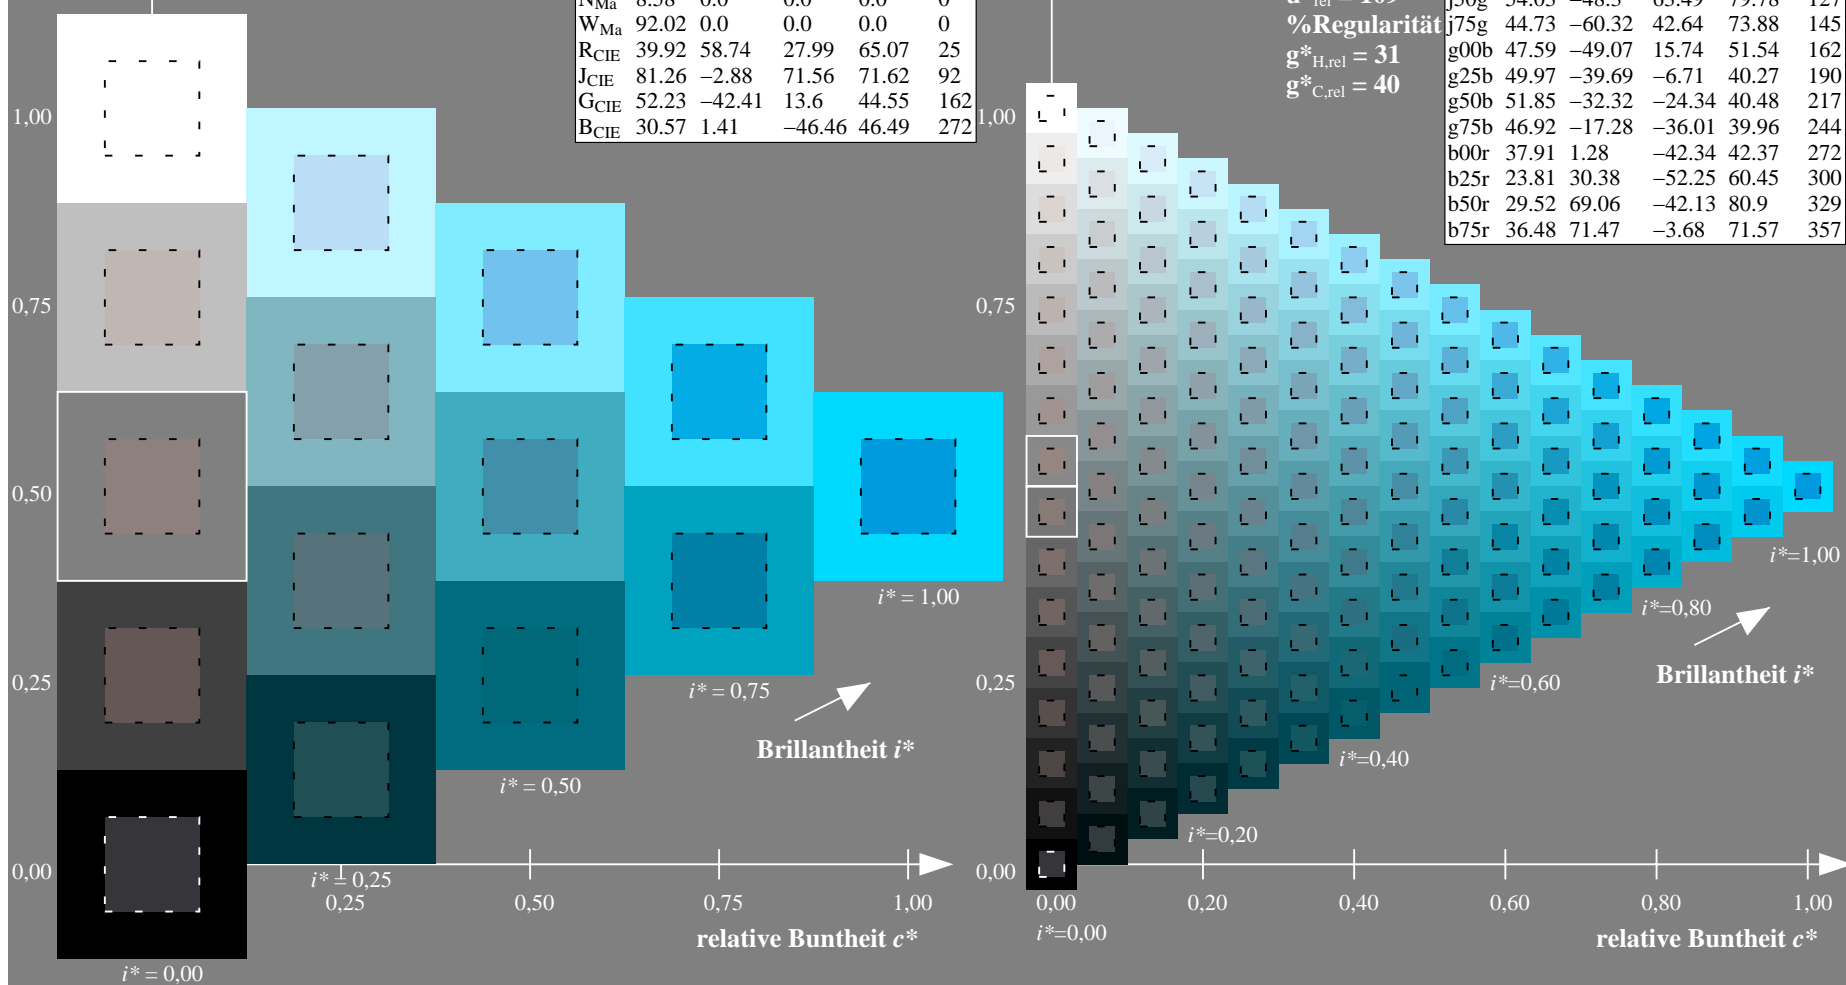 N_Ma 8.58 0.0 0.0 0.0 0
W_Ma 92.02 0.0 0.0 0.0 0
R_CIE 39.92 58.74 27.99 65.07 25
J_CIE 81.26 −2.88 71.56 71.62 92
G_CIE 52.23 −42.41 13.6 44.55 162
B_CIE 30.57 1.41 −46.46 46.49 272
1,00
0,75
0,50
0,25
0,00
i* = 1,00
i* = 0,75
Brillantheit i*
i* = 0,50
i* = 0,25
0,25 0,50 0,75 1,00
relative Buntheit c*
i* = 0,00
%Regularität
g*H,rel = 31
g*C,rel = 40
j75g 44.73 −60.32 42.64 73.88 145
g00b 47.59 −49.07 15.74 51.54 162
g25b 49.97 −39.69 −6.71 40.27 190
g50b 51.85 −32.32 −24.34 40.48 217
g75b 46.92 −17.28 −36.01 39.96 244
b00r 37.91 1.28 −42.34 42.37 272
b25r 23.81 30.38 −52.25 60.45 300
b50r 29.52 69.06 −42.13 80.9 329
b75r 36.48 71.47 −3.68 71.57 357
1,00
0,75
0,25
0,00
i*=1,00
i*=0,80
Brillantheit i*
i*=0,60
i*=0,40
i*=0,20
0,00 0,20 0,40 0,60 0,80 1,00
i*=0,00
relative Buntheit c*